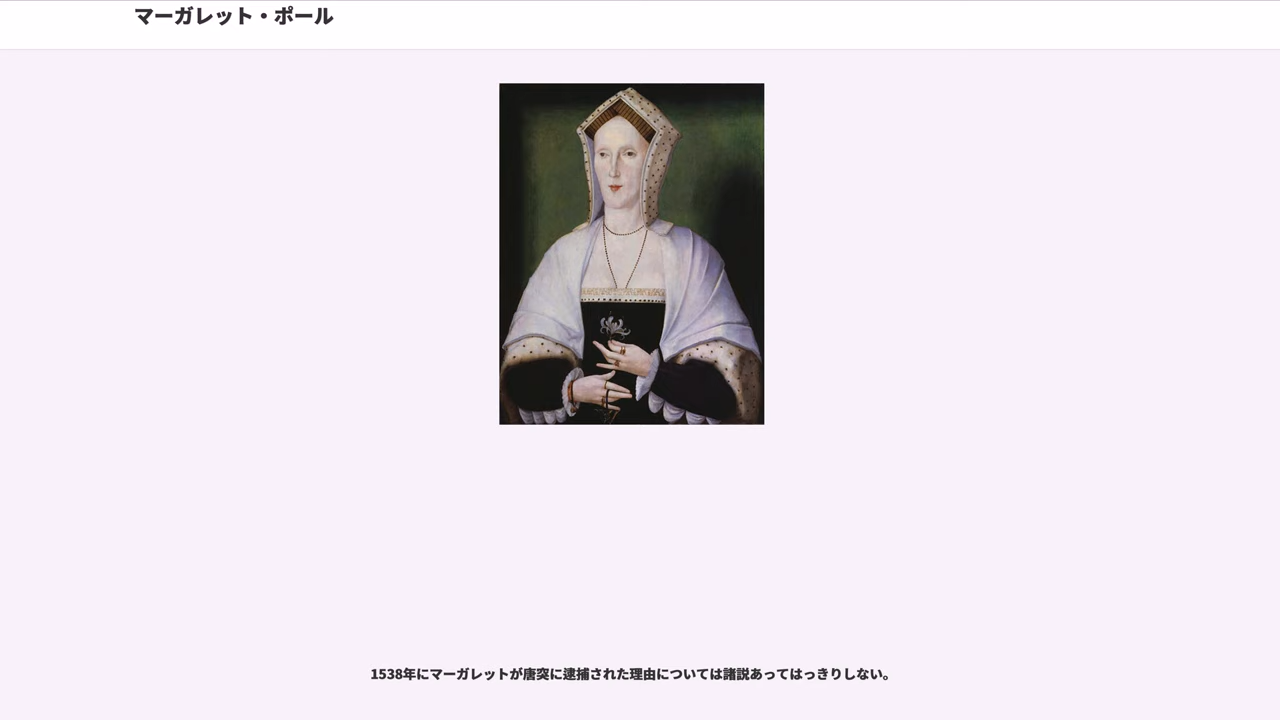 マーガレット・ポール
1538年にマーガレットが唐突に逮捕された理由については諸説あってはっきりしない。